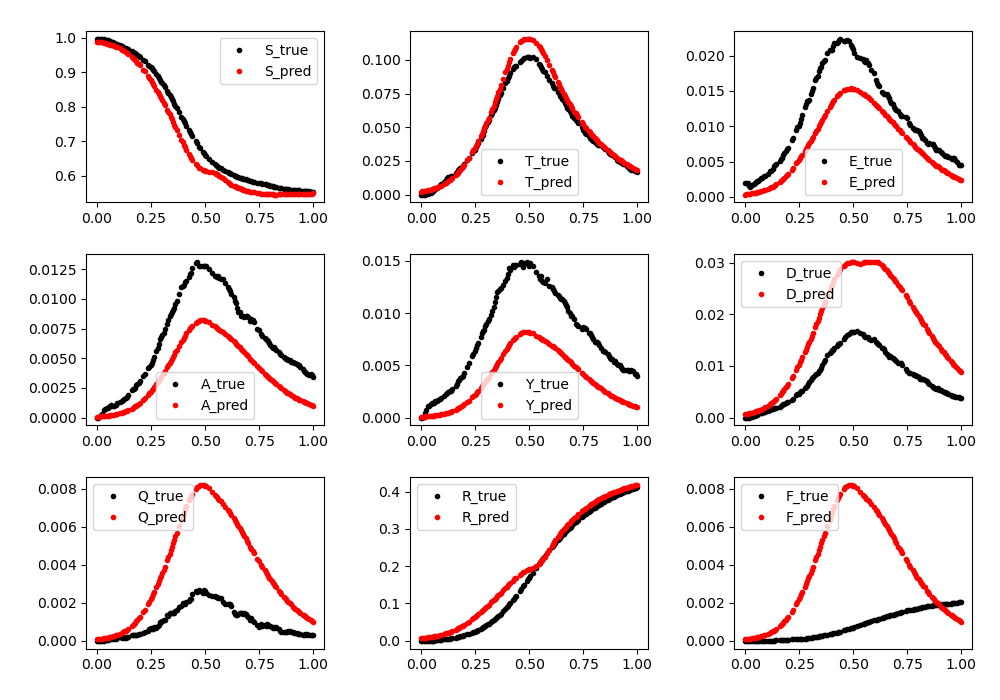 1.0
0.9
0.8
0.7
0.6
S_true
S_pred
0.00 0.25 0.50 0.75 1.00
0.100
0.075
0.050
0.025
0.000
T_true
T_pred
0.00 0.25 0.50 0.75 1.00
0.020
0.015
0.010
0.005
0.000
E_true
E_pred
0.00 0.25 0.50 0.75 1.00
0.0125
0.0100
0.0075
0.0050
0.0025
0.0000
A_true
A_pred
0.00 0.25 0.50 0.75 1.00
0.015
0.010
0.005
0.000
Y_true
Y_pred
0.00 0.25 0.50 0.75 1.00
0.03
0.02
0.01
0.00
D_true
D_pred
0.00 0.25 0.50 0.75 1.00
0.008
0.006
0.004
0.002
0.000
Q_true
Q_pred
0.00 0.25 0.50 0.75 1.00
0.4
0.3
0.2
0.1
0.0
R_true
R_pred
0.00 0.25 0.50 0.75 1.00
0.008
0.006
0.004
0.002
0.000
F_true
F_pred
0.00 0.25 0.50 0.75 1.00